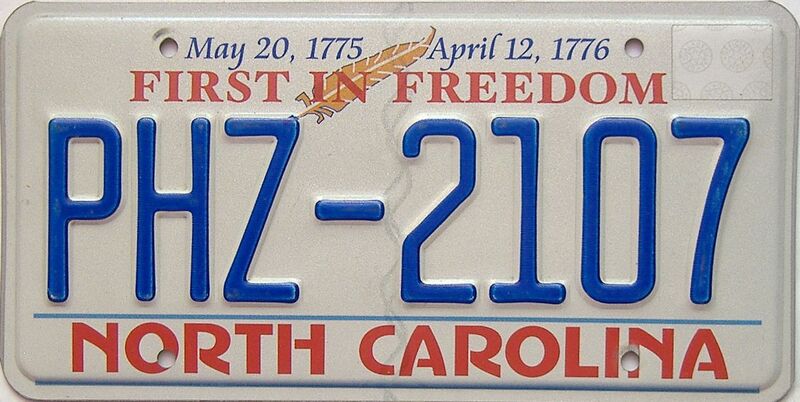 May 20, 1775 April 12, 1776
FIRST IN FREEDOM
PHZ-2107
NORTH CAROLINA